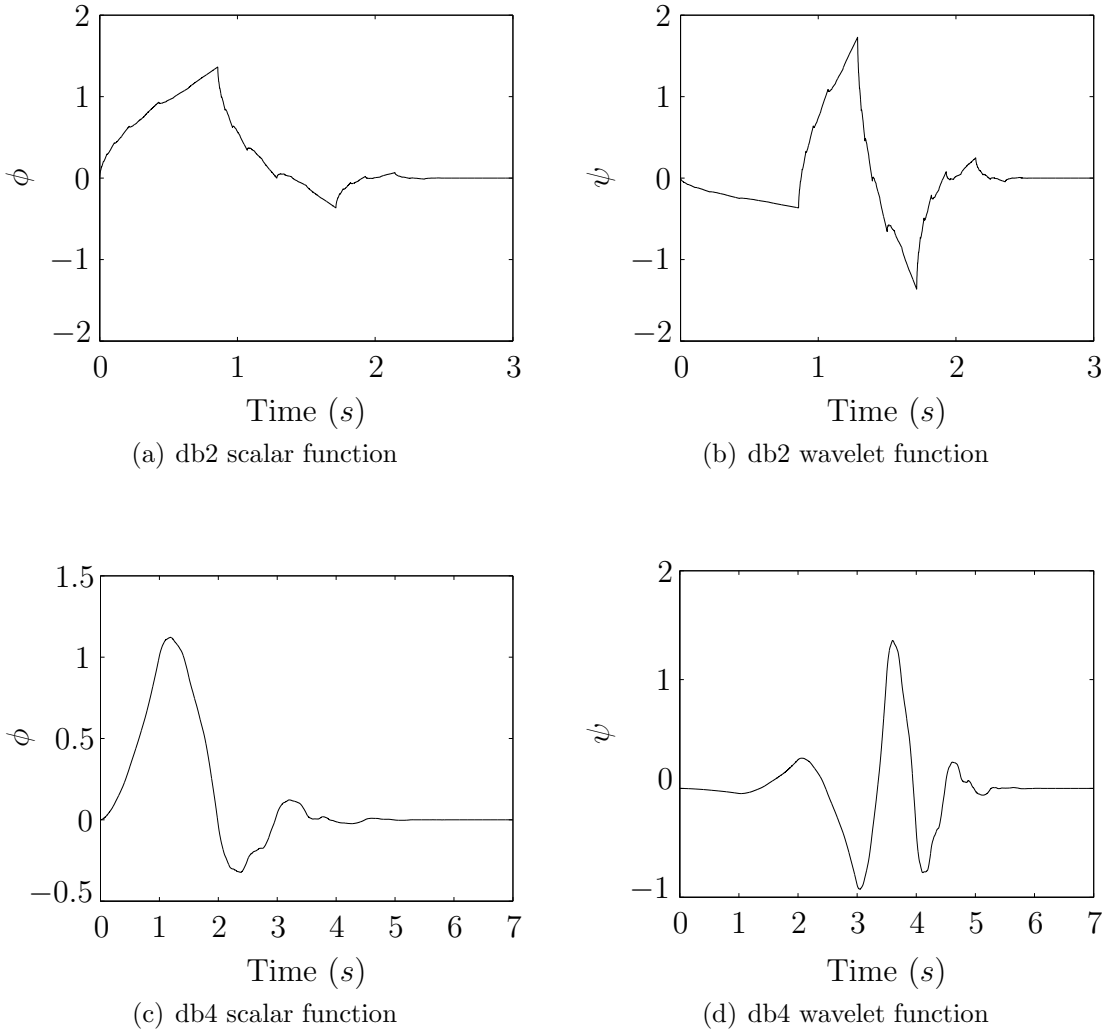 2
1
0
−1
−2
ϕ
0 1 2 3
Time (s)
(a) db2 scalar function
2
1
0
−1
−2
ψ
0 1 2 3
Time (s)
(b) db2 wavelet function
1.5
1
0.5
0
−0.5
ϕ
0 1 2 3 4 5 6 7
Time (s)
(c) db4 scalar function
2
1
0
−1
ψ
0 1 2 3 4 5 6 7
Time (s)
(d) db4 wavelet function